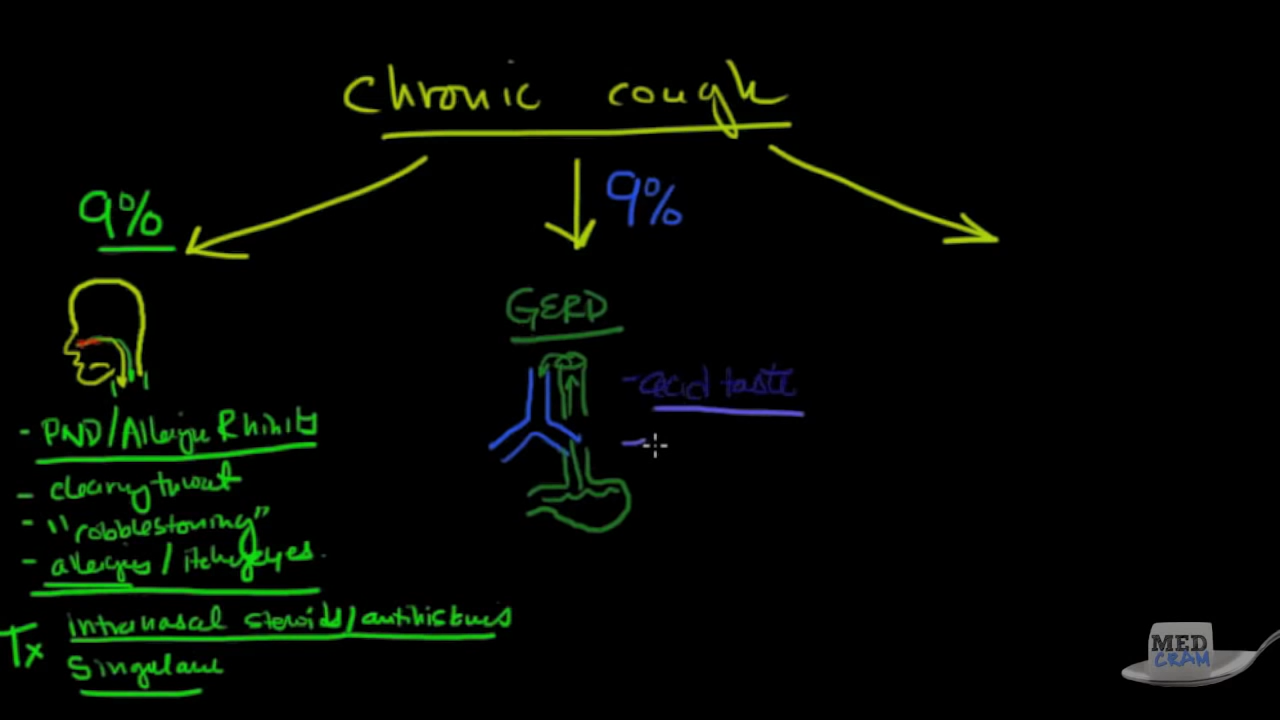 Chronic cough
9%
9%
GERD
- acid taste
-
- PND/Allergic Rhinitis
- clearing throat
- "cobblestoning"
- allergies / itchy eyes.
Tx intranasal steroids/antihistamines
Singulair
MED
CRAM